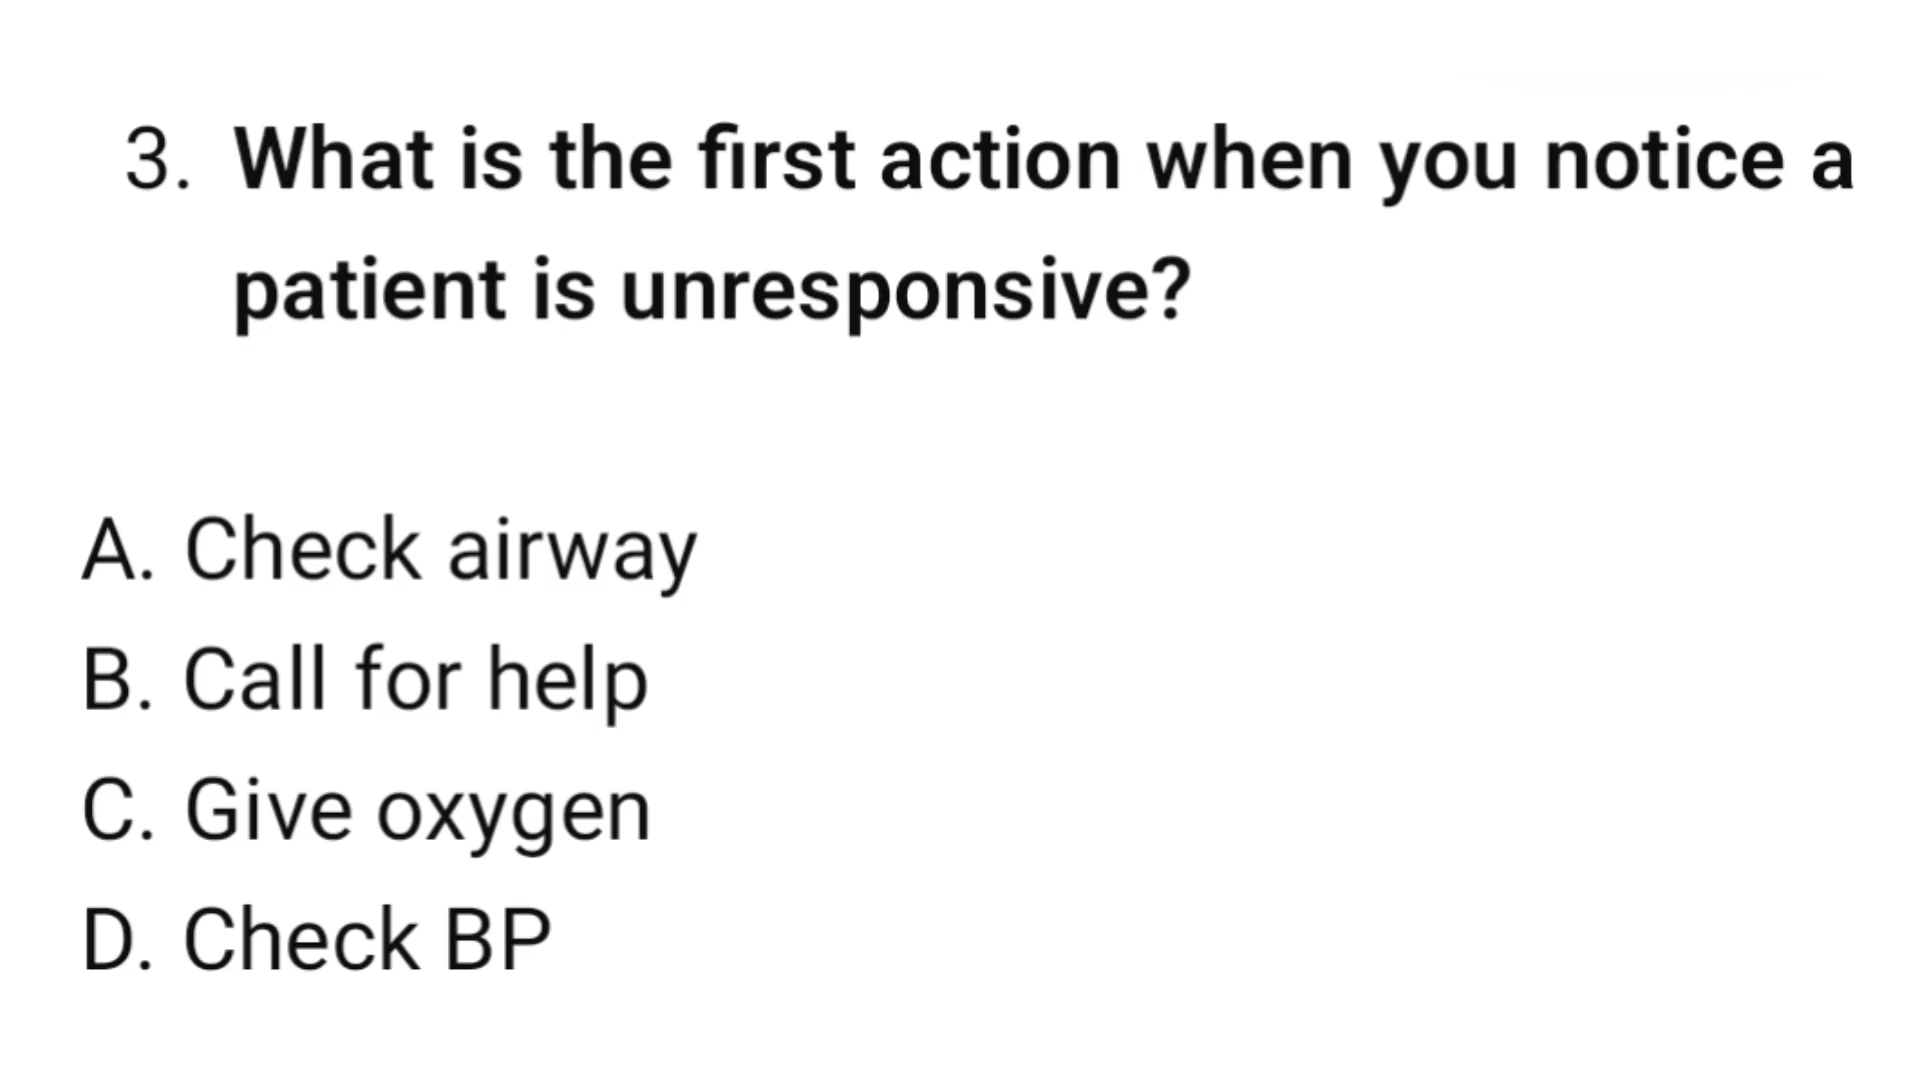 3. What is the first action when you notice a
patient is unresponsive?
A. Check airway
B. Call for help
C. Give oxygen
D. Check BP